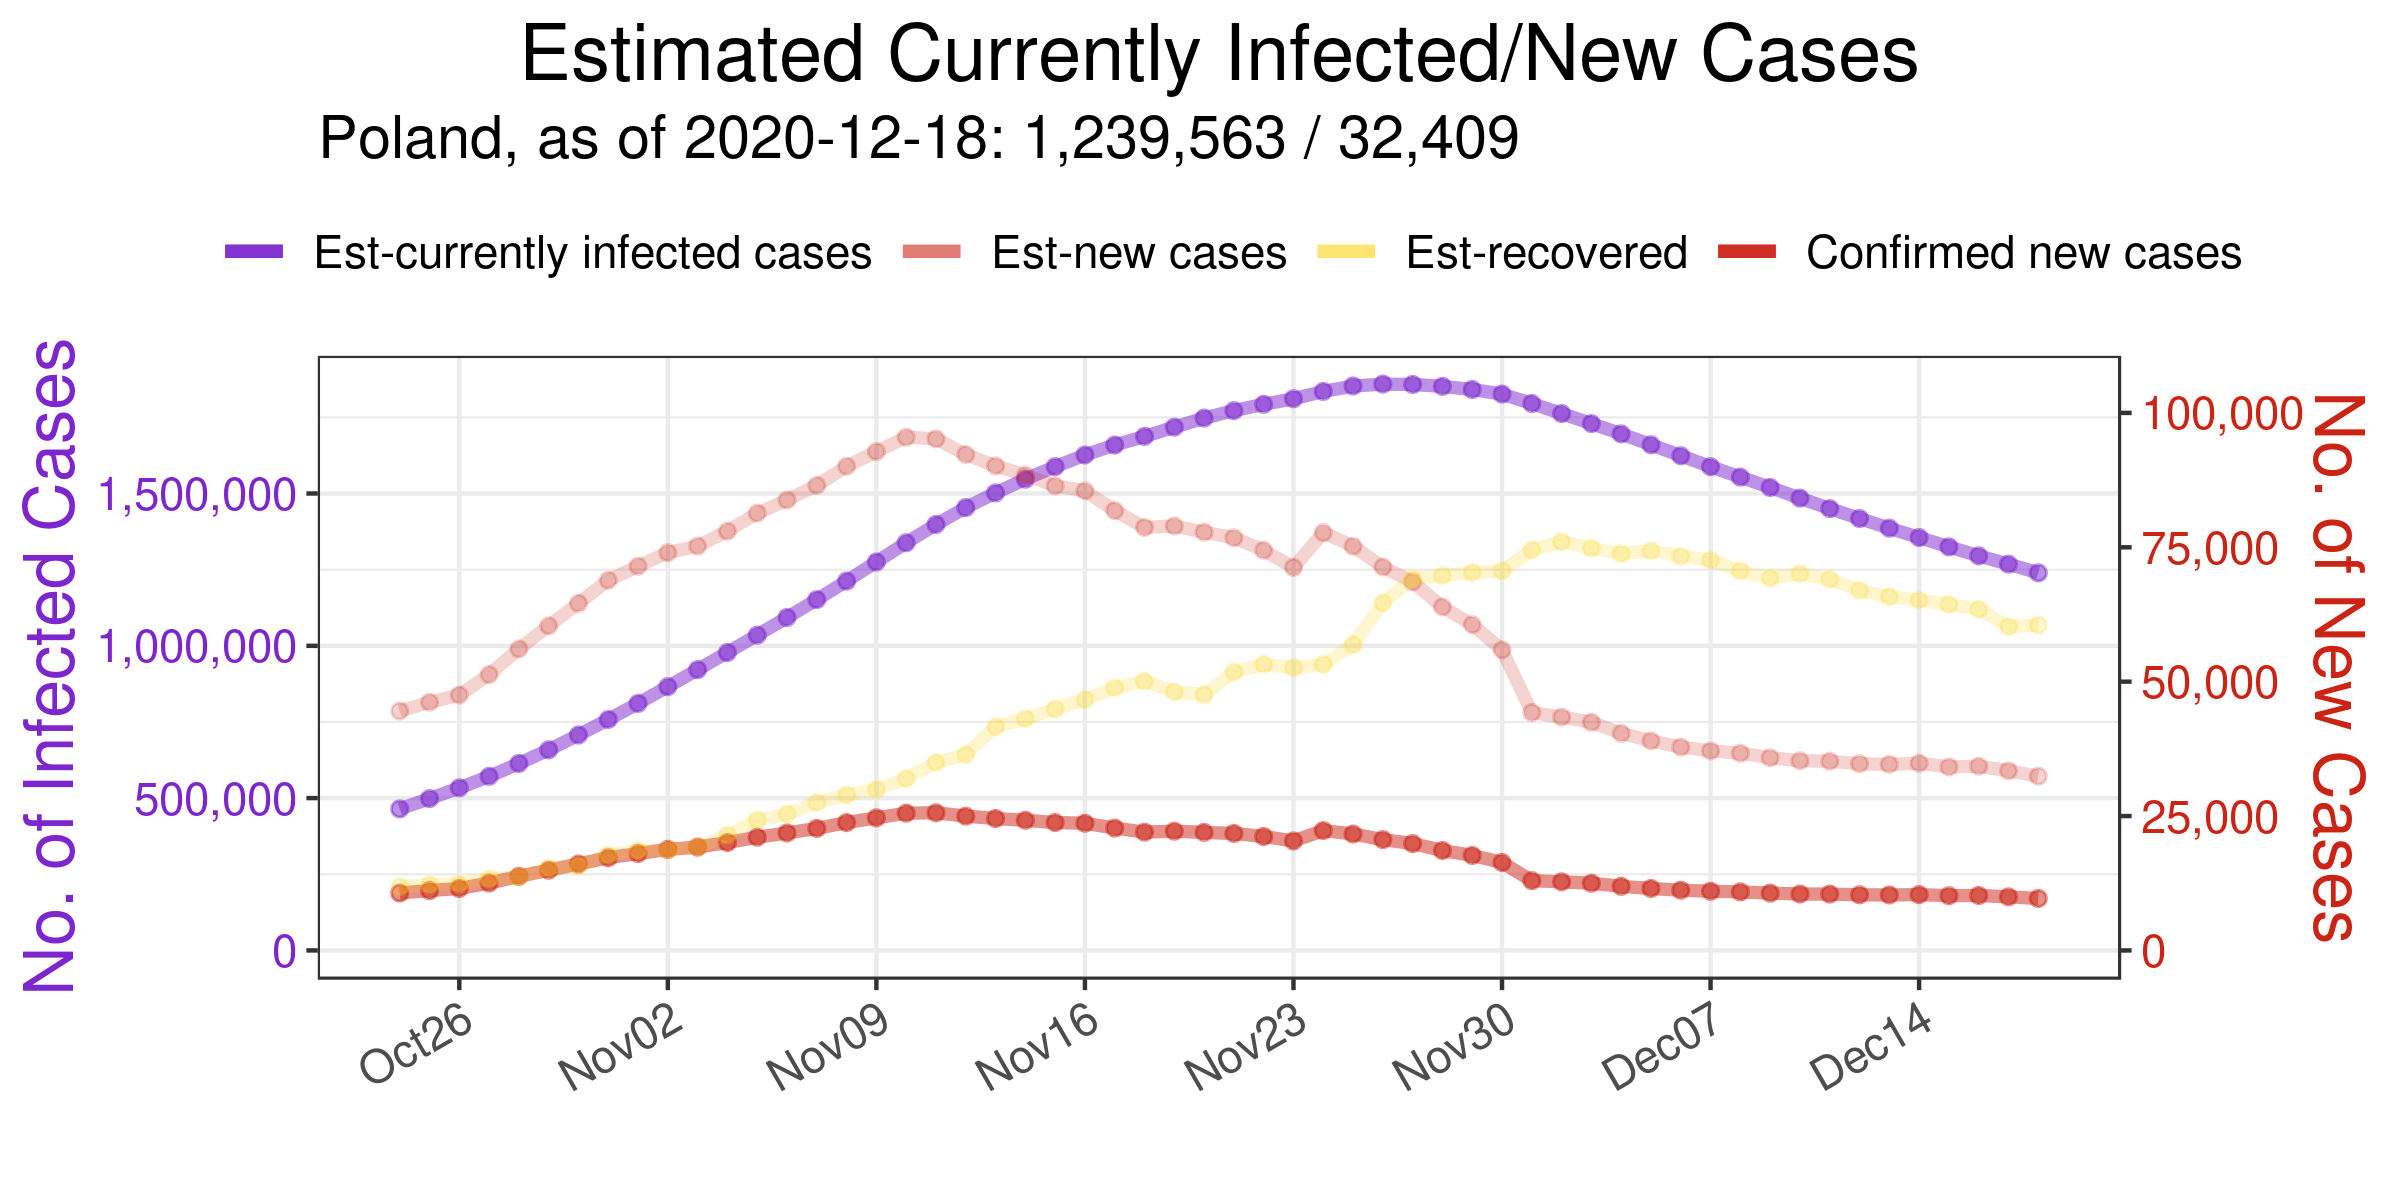 Estimated Currently Infected/New Cases
Poland, as of 2020-12-18: 1,239,563 / 32,409
Est-currently infected cases Est-new cases Est-recovered Confirmed new cases
No. of Infected Cases
1,500,000
1,000,000
500,000
0
100,000
75,000
50,000
25,000
0
No. of New Cases
Oct26 Nov02 Nov09 Nov16 Nov23 Nov30 Dec07 Dec14